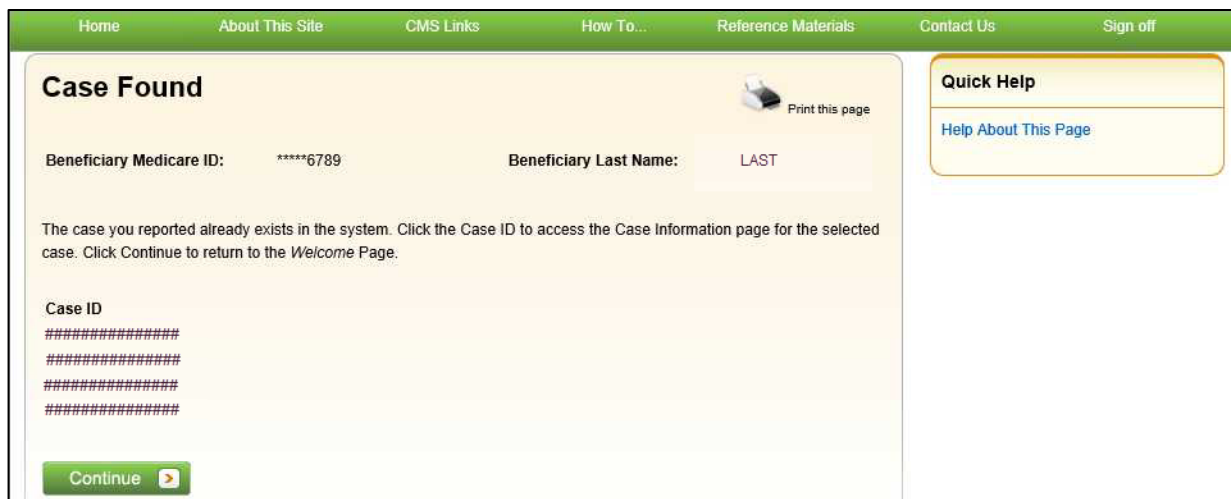 Home About This Site CMS Links How To... Reference Materials Contact Us Sign off
Case Found
Print this page
Beneficiary Medicare ID: *****6789 Beneficiary Last Name: LAST
The case you reported already exists in the system. Click the Case ID to access the Case Information page for the selected
case. Click Continue to return to the Welcome Page.
Case ID
###############
###############
###############
###############
Continue
Quick Help
Help About This Page